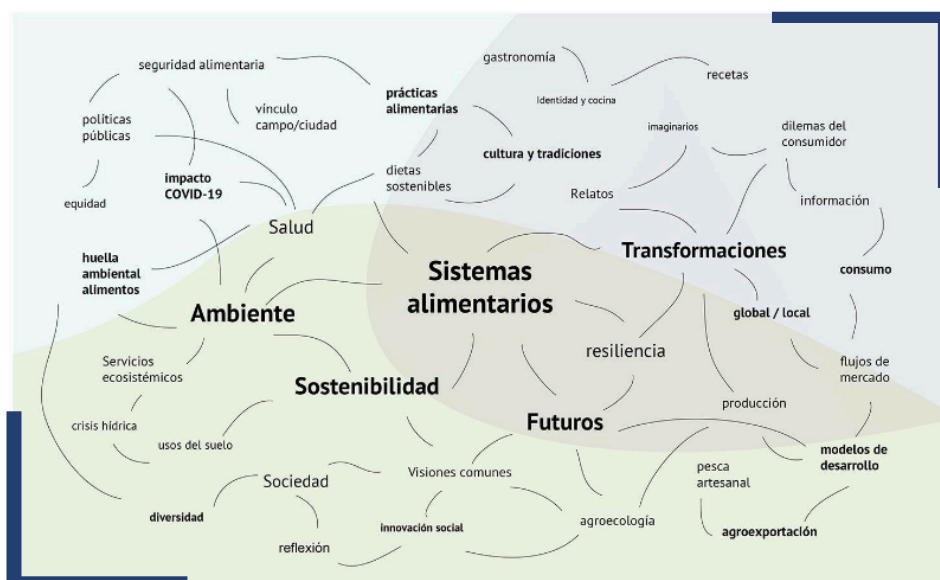 gastronomía
seguridad alimentaria
recetas
prácticas
alimentarias
Identidad y cocina
vínculo
campo/ciudad
políticas
públicas
imaginarios
dilemas del
consumidor
cultura y tradiciones
dietas
sostenibles
impacto
COVID-19
Relatos
información
equidad
Salud
Transformaciones
huella
ambiental
alimentos
Sistemas
alimentarios
consumo
Ambiente
global / local
resiliencia
Servicios
ecosistémicos
flujos de
mercado
Sostenibilidad
producción
Futuros
crisis hídrica
usos del suelo
modelos de
desarrollo
Visiones comunes
pesca
artesanal
Sociedad
diversidad
innovación social
agroecología
agroexportación
reflexión